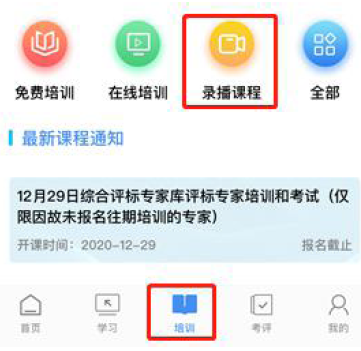 免费培训 在线培训 录播课程 全部
最新课程通知
12月29日综合评标专家库评标专家培训和考试（仅
限因故未报名往期培训的专家）
开课时间：2020-12-29 报名截止
首页 学习 培训 考评 我的